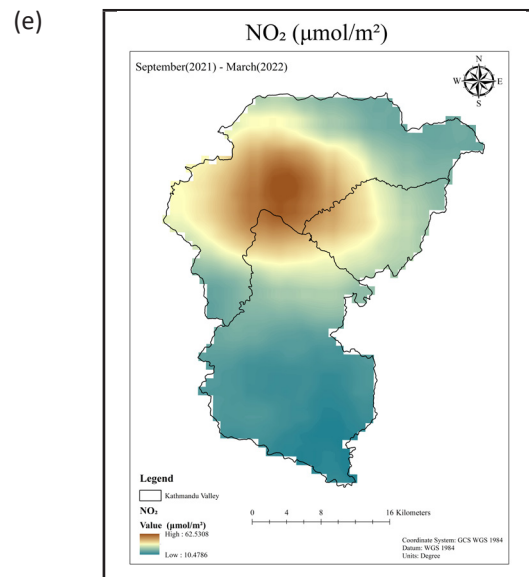 (e)
NO₂ (μmol/m²)
September(2021) - March(2022)
N
W E
S
Legend
Kathmandu Valley
NO₂
Value (μmol/m²)
High : 62.5308
Low : 10.4786
0 4 8 16 Kilometers
Coordinate System: GCS WGS 1984
Datum: WGS 1984
Units: Degree